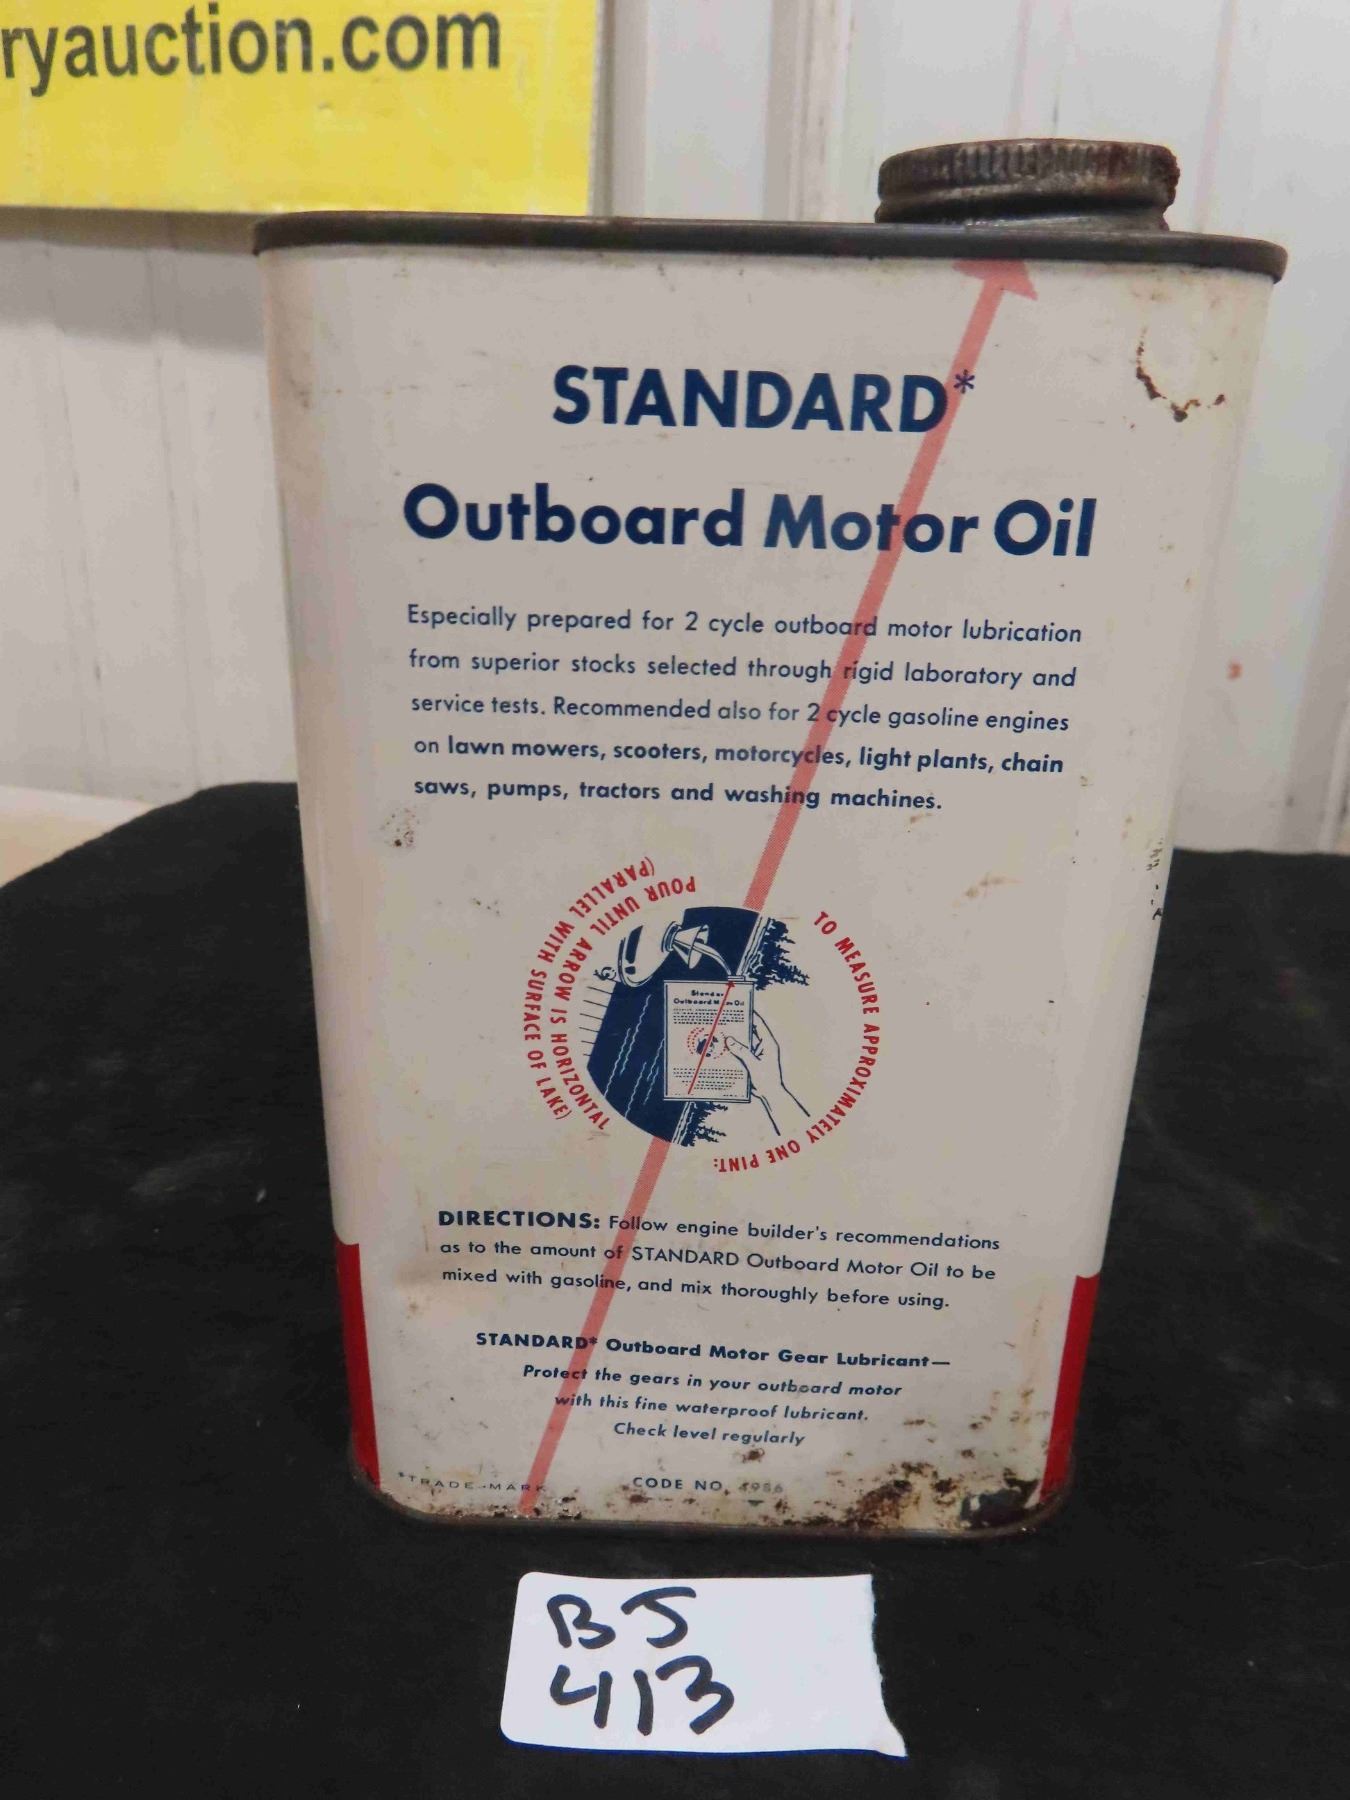 ryauction.com
STANDARD*
Outboard Motor Oil
Especially prepared for 2 cycle outboard motor lubrication
from superior stocks selected through rigid laboratory and
service tests. Recommended also for 2 cycle gasoline engines
on lawn mowers, scooters, motorcycles, light plants, chain
saws, pumps, tractors and washing machines.
TO MEASURE APPROXIMATELY ONE PINT:
POUR UNTIL ARROW IS HORIZONTAL
(PARALLEL WITH SURFACE OF LAKE)
Outboard Motor Oil
DIRECTIONS: Follow engine builder's recommendations
as to the amount of STANDARD Outboard Motor Oil to be
mixed with gasoline, and mix thoroughly before using.
STANDARD* Outboard Motor Gear Lubricant—
Protect the gears in your outboard motor
with this fine waterproof lubricant.
Check level regularly
*TRADE-MARK
CODE NO.
BJ
413